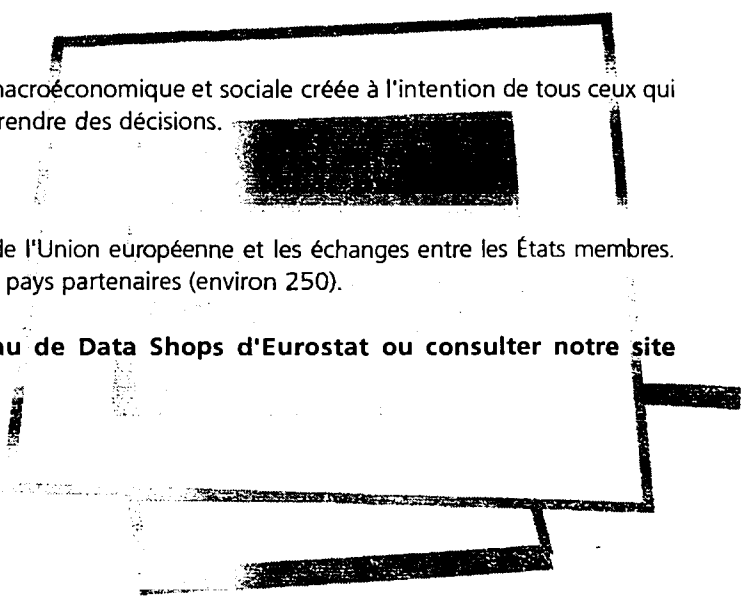 macroéconomique et sociale créée à l'intention de tous ceux qui
rendre des décisions.
de l'Union européenne et les échanges entre les États membres.
pays partenaires (environ 250).
au de Data Shops d'Eurostat ou consulter notre site